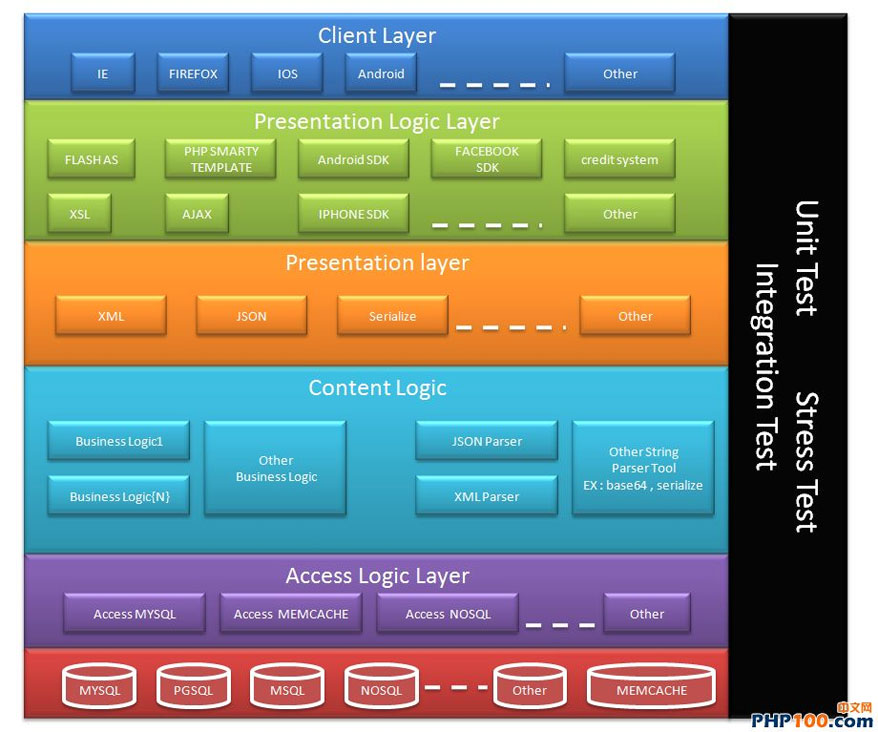 Client Layer
IE
FIREFOX
IOS
Android
Other
Presentation Logic Layer
FLASH AS
PHP SMARTY
TEMPLATE
Android SDK
FACEBOOK
SDK
credit system
XSL
AJAX
IPHONE SDK
Other
Presentation layer
XML
JSON
Serialize
Other
Content Logic
Business Logic1
Other
Business Logic
JSON Parser
Other String
Parser Tool
EX : base64 , serialize
Business Logic{N}
XML Parser
Access Logic Layer
Access MYSQL
Access MEMCACHE
Access NOSQL
Other
MYSQL
PGSQL
MSQL
NOSQL
Other
MEMCACHE
Unit Test
Stress Test
Integration Test
中文网
PHP100.com